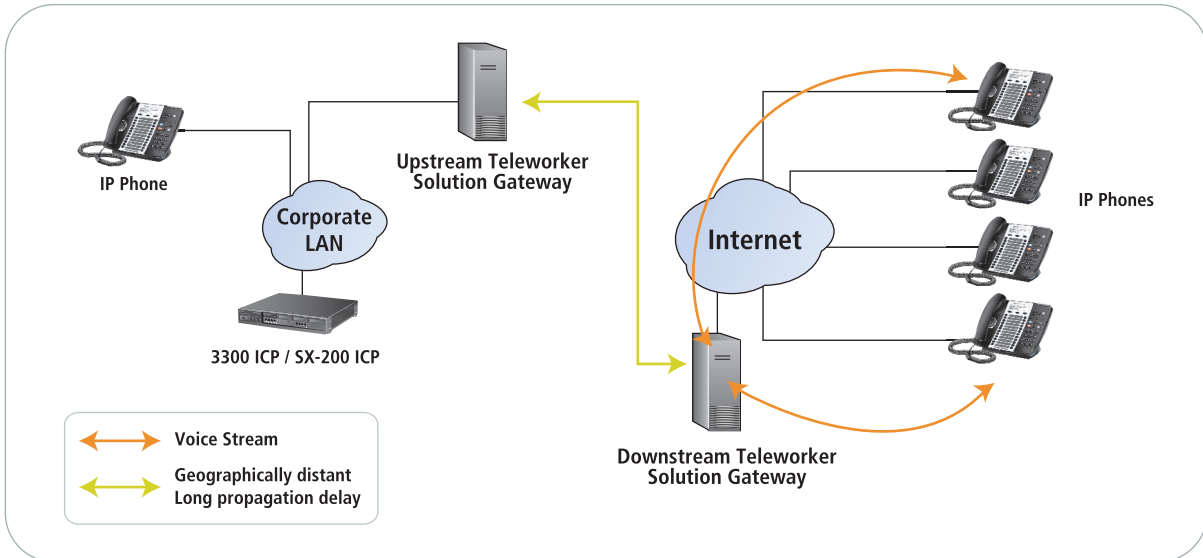 IP Phone
Upstream Teleworker
Solution Gateway
Corporate
LAN
3300 ICP / SX-200 ICP
Internet
IP Phones
Downstream Teleworker
Solution Gateway
Voice Stream
Geographically distant
Long propagation delay